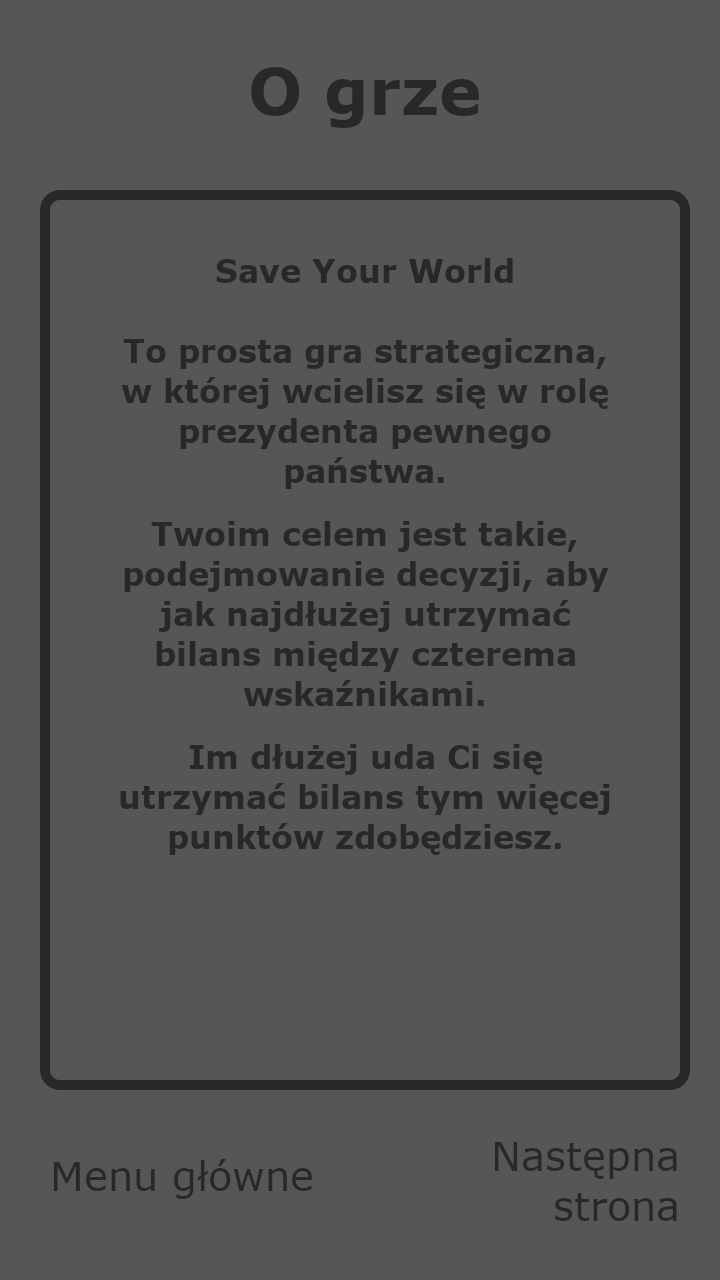 O grze
Save Your World
To prosta gra strategiczna,
w której wcielisz się w rolę
prezydenta pewnego
państwa.
Twoim celem jest takie,
podejmowanie decyzji, aby
jak najdłużej utrzymać
bilans między czterema
wskaźnikami.
Im dłużej uda Ci się
utrzymać bilans tym więcej
punktów zdobędziesz.
Menu główne
Następna
strona